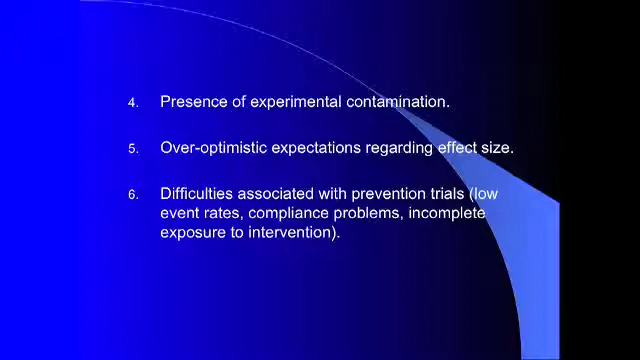 4. Presence of experimental contamination.
5. Over-optimistic expectations regarding effect size.
6. Difficulties associated with prevention trials (low
event rates, compliance problems, incomplete
exposure to intervention).